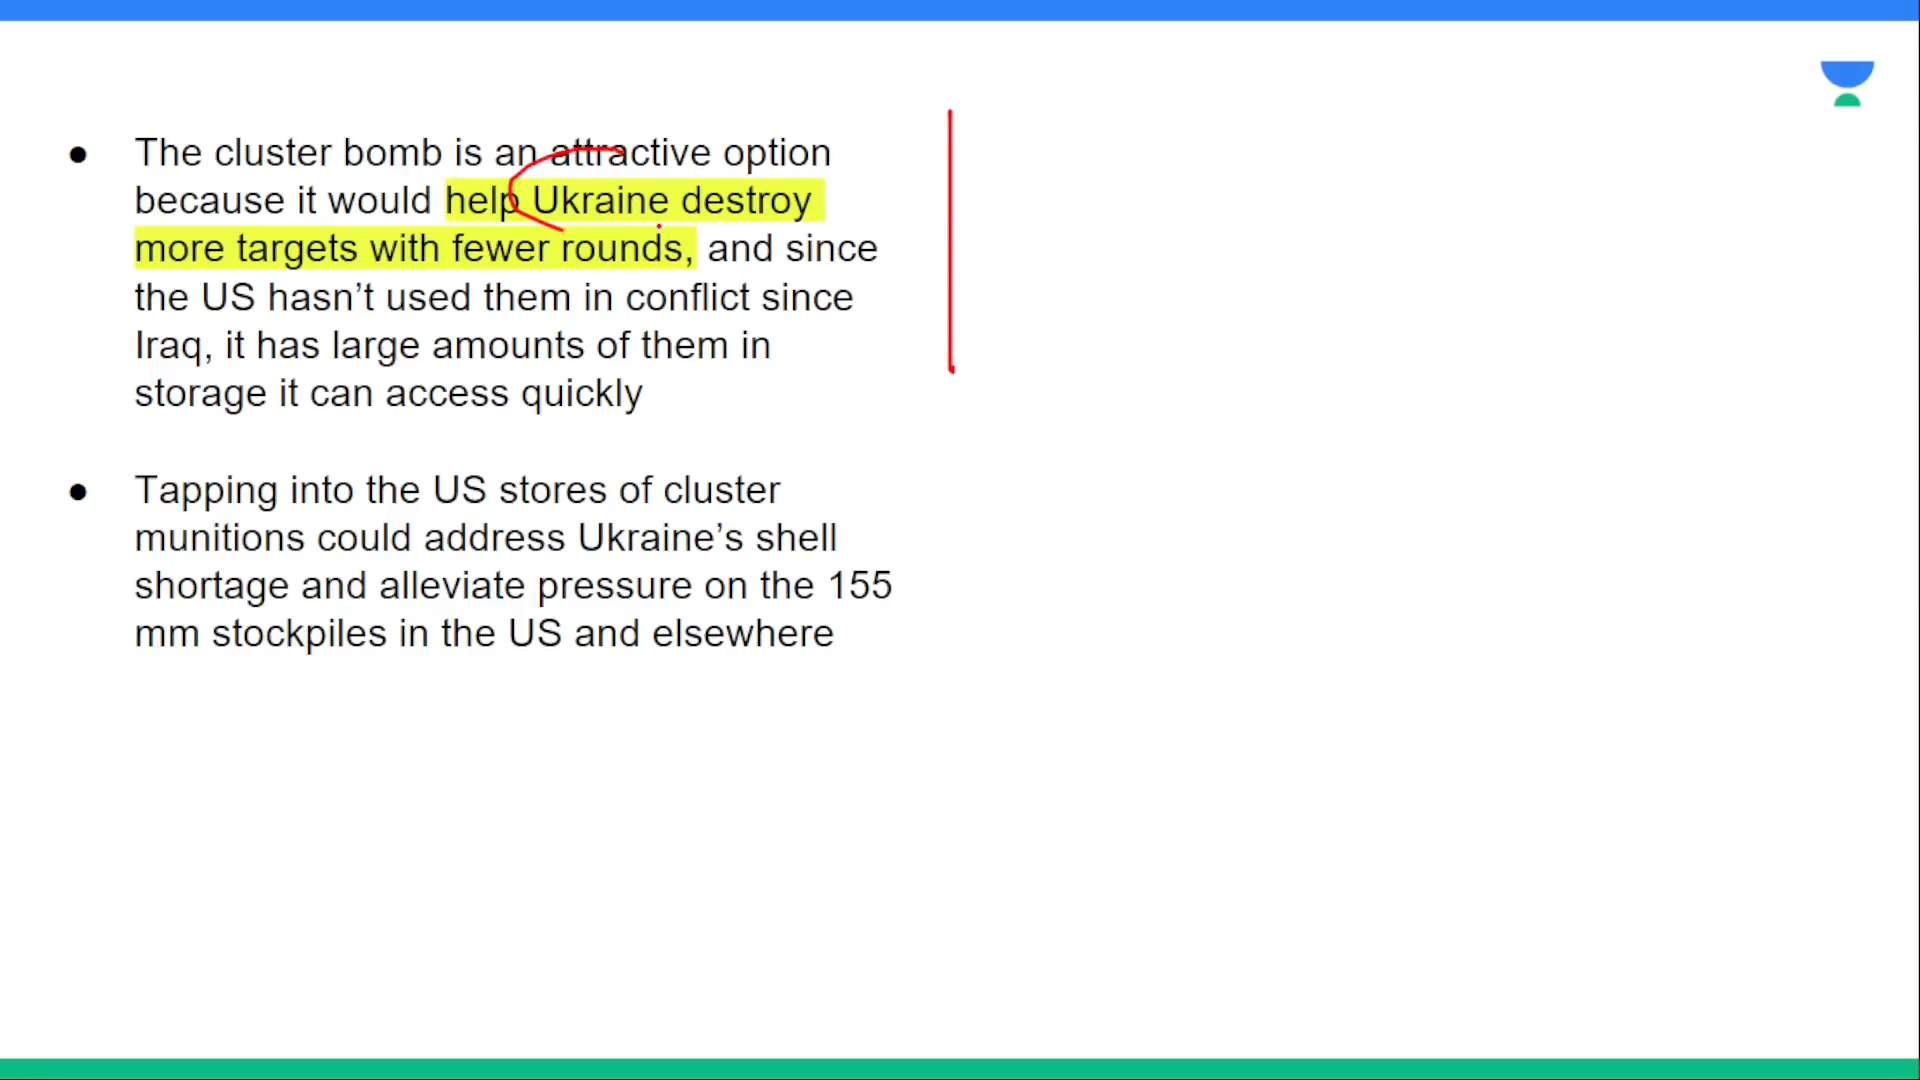 ● The cluster bomb is an attractive option
because it would help Ukraine destroy
more targets with fewer rounds, and since
the US hasn’t used them in conflict since
Iraq, it has large amounts of them in
storage it can access quickly
● Tapping into the US stores of cluster
munitions could address Ukraine’s shell
shortage and alleviate pressure on the 155
mm stockpiles in the US and elsewhere